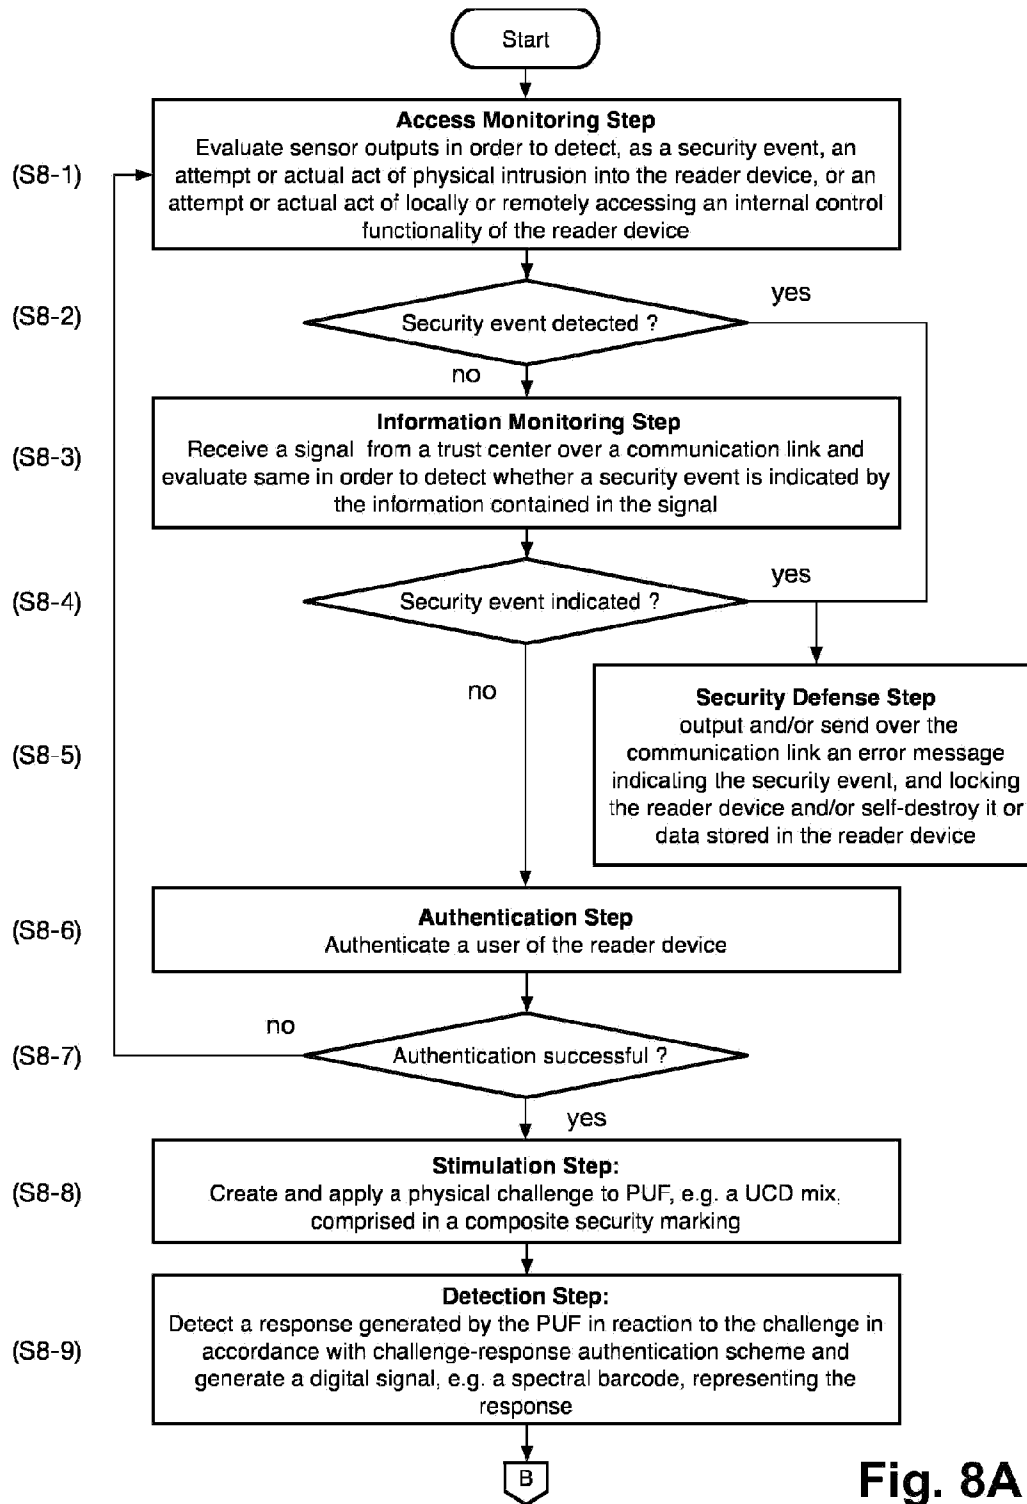 Start
Access Monitoring Step
(S8-1)
Evaluate sensor outputs in order to detect, as a security event, an
attempt or actual act of physical intrusion into the reader device, or an
attempt or actual act of locally or remotely accessing an internal control
functionality of the reader device
(S8-2)
Security event detected ?
yes
no
Information Monitoring Step
(S8-3)
Receive a signal from a trust center over a communication link and
evaluate same in order to detect whether a security event is indicated by
the information contained in the signal
(S8-4)
Security event indicated ?
yes
no
(S8-5)
Security Defense Step
output and/or send over the
communication link an error message
indicating the security event, and locking
the reader device and/or self-destroy it or
data stored in the reader device
(S8-6)
Authentication Step
Authenticate a user of the reader device
no
(S8-7)
Authentication successful ?
yes
Stimulation Step:
(S8-8)
Create and apply a physical challenge to PUF, e.g. a UCD mix,
comprised in a composite security marking
Detection Step:
(S8-9)
Detect a response generated by the PUF in reaction to the challenge in
accordance with challenge-response authentication scheme and
generate a digital signal, e.g. a spectral barcode, representing the
response
B
Fig. 8A